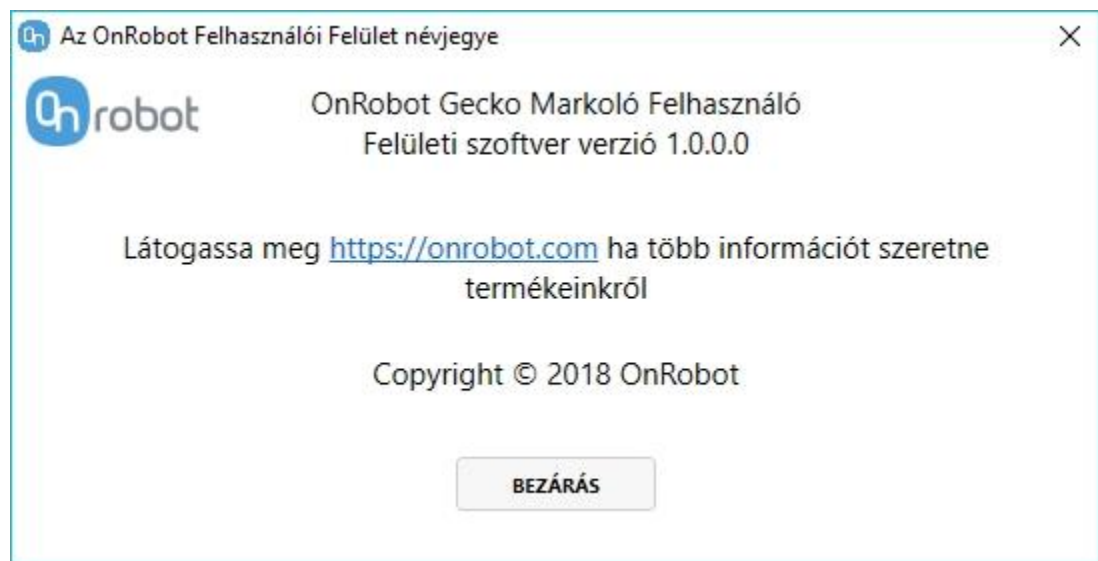 Az OnRobot Felhasználói Felület névjegye
On robot
OnRobot Gecko Markoló Felhasználó
Felületi szoftver verzió 1.0.0.0
Látogassa meg https://onrobot.com ha több információt szeretne
termékeinkről
Copyright © 2018 OnRobot
BEZÁRÁS